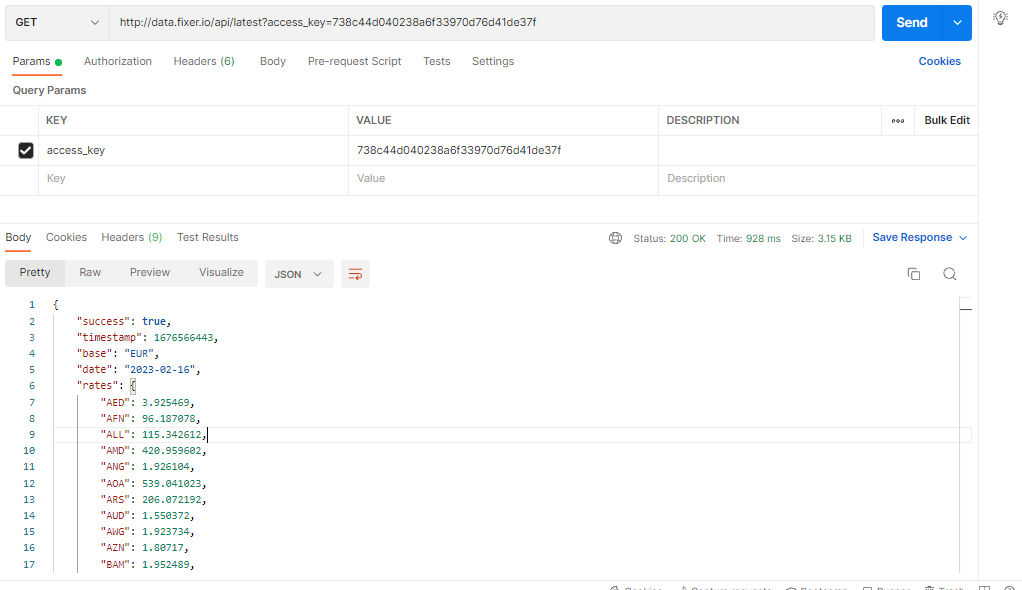 GET http://data.fixer.io/api/latest?access_key=738c44d040238a6f33970d76d41de37f Send
Params Authorization Headers (6) Body Pre-request Script Tests Settings Cookies
Query Params
KEY VALUE DESCRIPTION Bulk Edit
access_key 738c44d040238a6f33970d76d41de37f
Key Value Description
Body Cookies Headers (9) Test Results Status: 200 OK Time: 928 ms Size: 3.15 KB Save Response
Pretty Raw Preview Visualize JSON
1 {
2 "success": true,
3 "timestamp": 1676566443,
4 "base": "EUR",
5 "date": "2023-02-16",
6 "rates": {
7 "AED": 3.925469,
8 "AFN": 96.187078,
9 "ALL": 115.342612,
10 "AMD": 420.959602,
11 "ANG": 1.926104,
12 "AOA": 539.041023,
13 "ARS": 206.072192,
14 "AUD": 1.550372,
15 "AWG": 1.923734,
16 "AZN": 1.80717,
17 "BAM": 1.952489,
Cookies Capture requests Bootcamp Runner Trash